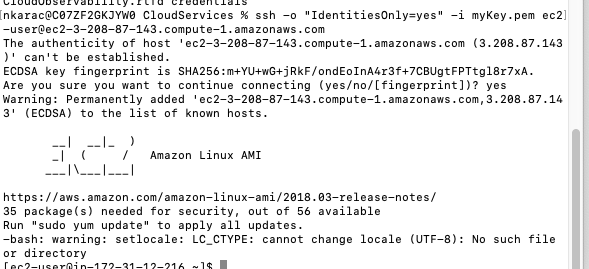 CloudObservability.rtfd credentials
[nkarac@C07ZF2GKJYW0 CloudServices % ssh -o "IdentitiesOnly=yes" -i myKey.pem ec2]
-user@ec2-3-208-87-143.compute-1.amazonaws.com
The authenticity of host 'ec2-3-208-87-143.compute-1.amazonaws.com (3.208.87.143
)' can't be established.
ECDSA key fingerprint is SHA256:m+YU+wG+jRkF/ondEoInA4r3f+7CBUgtFPTtgl8r7xA.
Are you sure you want to continue connecting (yes/no/[fingerprint])? yes
Warning: Permanently added 'ec2-3-208-87-143.compute-1.amazonaws.com,3.208.87.14
3' (ECDSA) to the list of known hosts.
__|  __|_  )
_|  (     /   Amazon Linux AMI
___|\___|___|
https://aws.amazon.com/amazon-linux-ami/2018.03-release-notes/
35 package(s) needed for security, out of 56 available
Run "sudo yum update" to apply all updates.
-bash: warning: setlocale: LC_CTYPE: cannot change locale (UTF-8): No such file
or directory
[ec2-user@ip-172-31-12-216 ~]$